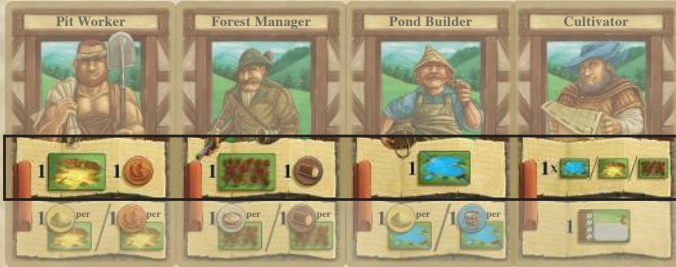 Pit Worker
Forest Manager
Pond Builder
Cultivator
1 1
1 1
1
1x / /
1 per / 1 per
1 per / 1 per
1 per / 1 per
1